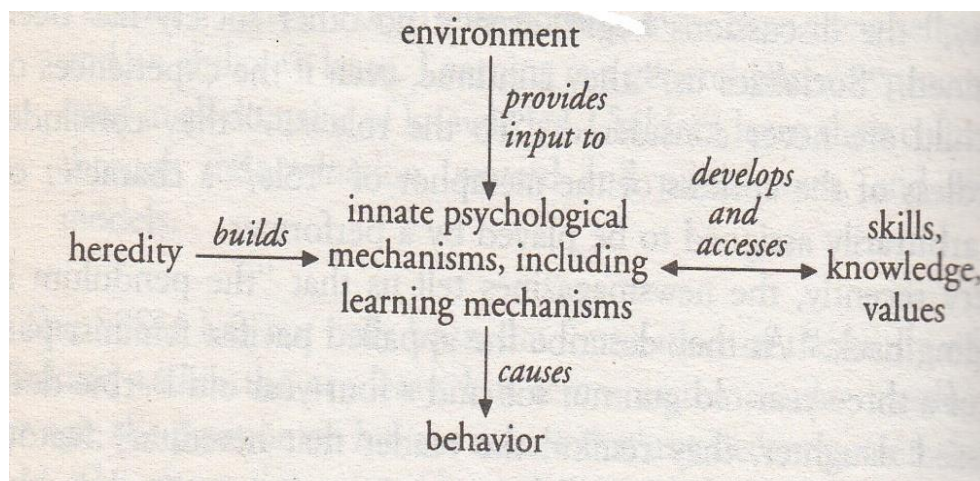 environment
provides
input to
develops
and
accesses
innate psychological
mechanisms, including
learning mechanisms
heredity
builds
skills,
knowledge,
values
causes
behavior